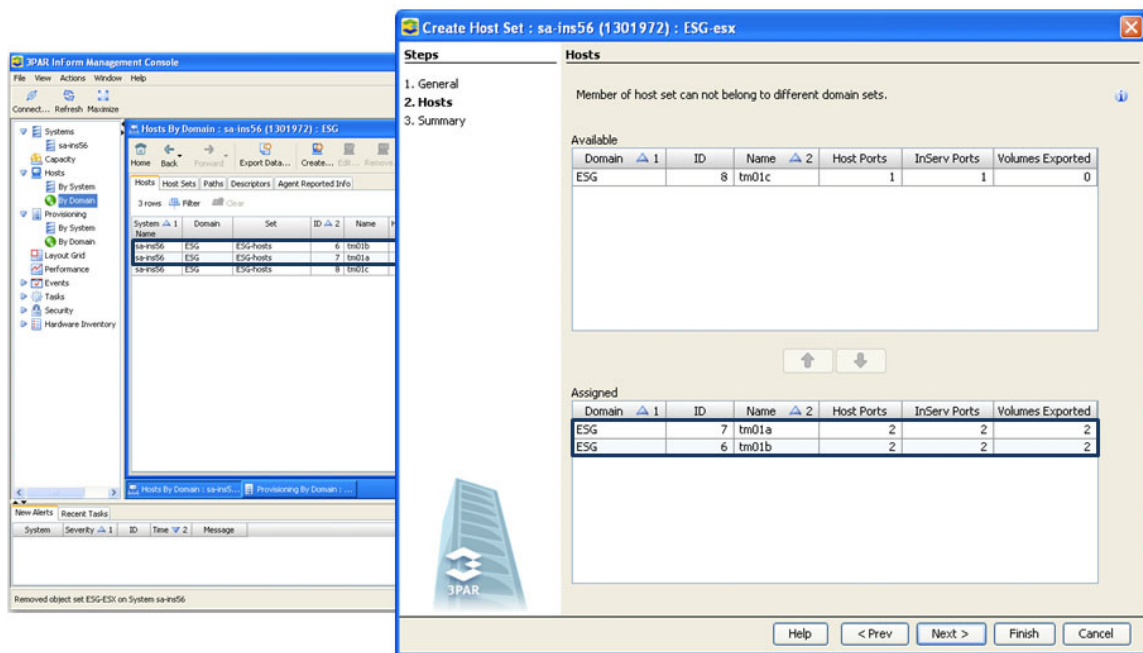 3PAR InForm Management Console
File View Actions Window Help
Connect... Refresh Maximize
Systems
sa-ins56
Capacity
Hosts
By System
By Domain
Provisioning
By System
By Domain
Layout Grid
Performance
Events
Tasks
Security
Hardware Inventory
Hosts By Domain : sa-ins56 (1301972) : ESG
Home Back Forward Export Data... Create... Edit... Remove
Hosts Host Sets Paths Descriptors Agent Reported Info
3 rows Filter Clear
System Name 1 Domain Set ID 2 Name
sa-ins56 ESG ESG-hosts 6 tm01b
sa-ins56 ESG ESG-hosts 7 tm01a
sa-ins56 ESG ESG-hosts 8 tm01c
Hosts By Domain : sa-ins5... Provisioning By Domain : ...
New Alerts Recent Tasks
System Severity 1 ID Time 2 Message
Removed object set ESG-ESX on System sa-ins56
Create Host Set : sa-ins56 (1301972) : ESG-esx
Steps
1. General
2. Hosts
3. Summary
3PAR
Hosts
Member of host set can not belong to different domain sets.
Available
Domain 1 ID Name 2 Host Ports InServ Ports Volumes Exported
ESG 8 tm01c 1 1 0
Assigned
Domain 1 ID Name 2 Host Ports InServ Ports Volumes Exported
ESG 7 tm01a 2 2 2
ESG 6 tm01b 2 2 2
Help < Prev Next > Finish Cancel